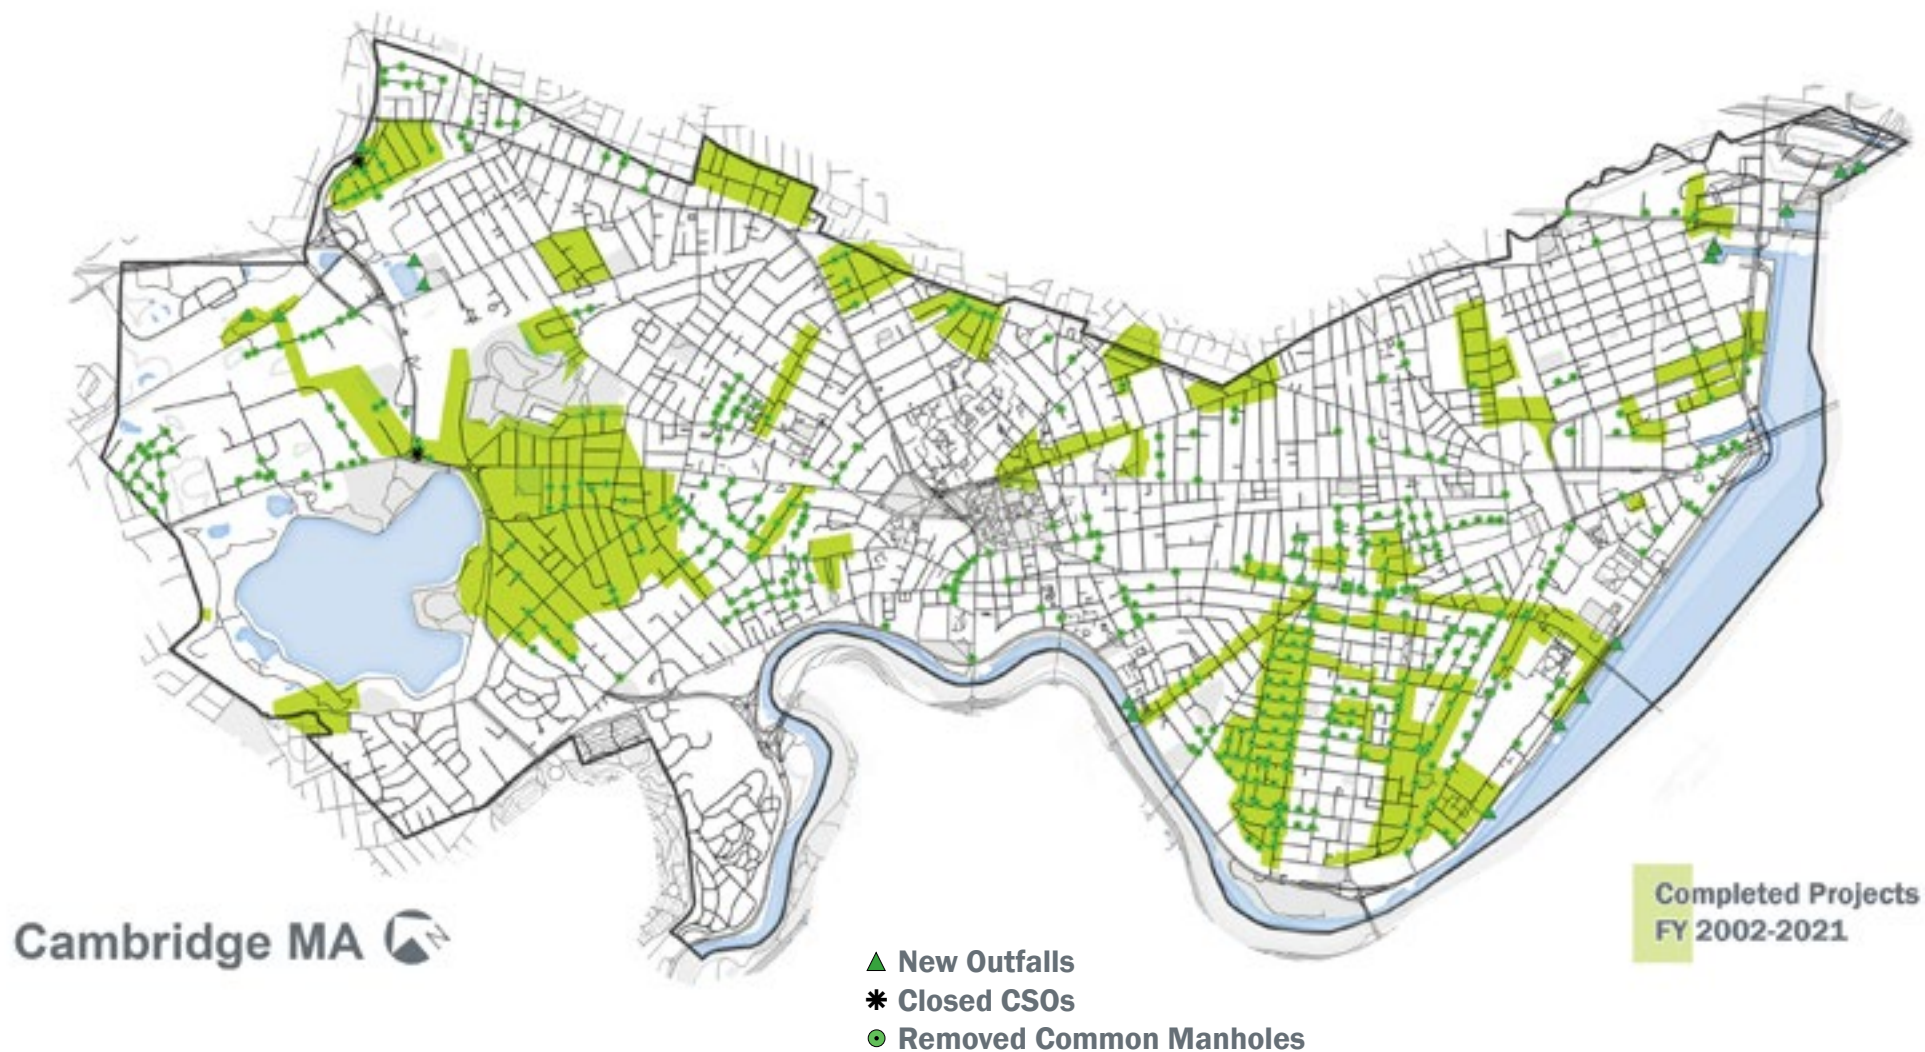 Cambridge MA
N
New Outfalls
Closed CSOs
Removed Common Manholes
Completed Projects
FY 2002-2021